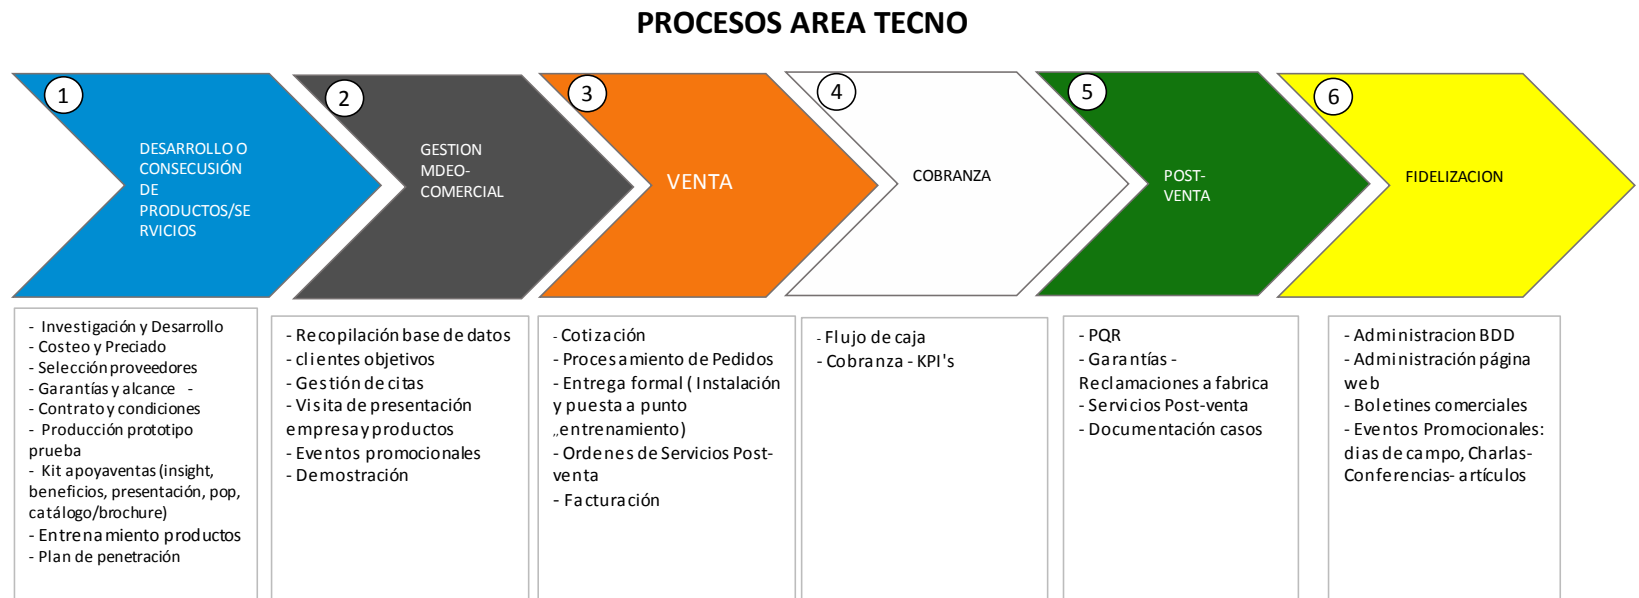 PROCESOS AREA TECNO
1
DESARROLLO O
CONSECUSIÓN
DE
PRODUCTOS/SE
RVICIOS
2
GESTION
MDEO-
COMERCIAL
3
VENTA
4
COBRANZA
5
POST-
VENTA
6
FIDELIZACION
- Investigación y Desarrollo
- Costeo y Preciado
- Selección proveedores
- Garantías y alcance -
- Contrato y condiciones
- Producción prototipo
prueba
- Kit apoyaventas (insight,
beneficios, presentación, pop,
catálogo/brochure)
- Entrenamiento productos
- Plan de penetración
- Recopilación base de datos
- clientes objetivos
- Gestión de citas
- Visita de presentación
empresa y productos
- Eventos promocionales
- Demostración
- Cotización
- Procesamiento de Pedidos
- Entrega formal ( Instalación
y puesta a punto
,,entrenamiento)
- Ordenes de Servicios Post-
venta
- Facturación
- Flujo de caja
- Cobranza - KPI's
- PQR
- Garantías -
Reclamaciones a fabrica
- Servicios Post-venta
- Documentación casos
- Administracion BDD
- Administración página
web
- Boletines comerciales
- Eventos Promocionales:
dias de campo, Charlas-
Conferencias- artículos